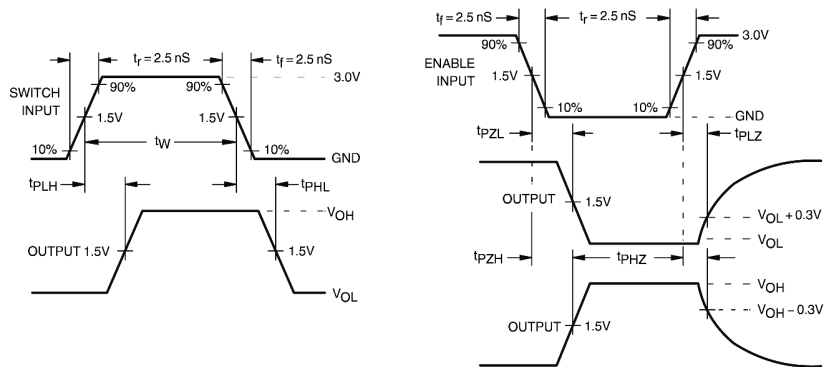 tr = 2.5 nS
tf = 2.5 nS
3.0V
90%
90%
SWITCH
INPUT
1.5V
1.5V
tW
10%
10%
GND
tPLH
tPHL
VOH
OUTPUT 1.5V
1.5V
VOL
tf = 2.5 nS
tr = 2.5 nS
3.0V
90%
90%
ENABLE
INPUT
1.5V
1.5V
10%
10%
GND
tPZL
tPLZ
OUTPUT
1.5V
VOL + 0.3V
VOL
tPZH
tPHZ
VOH
VOH – 0.3V
OUTPUT
1.5V